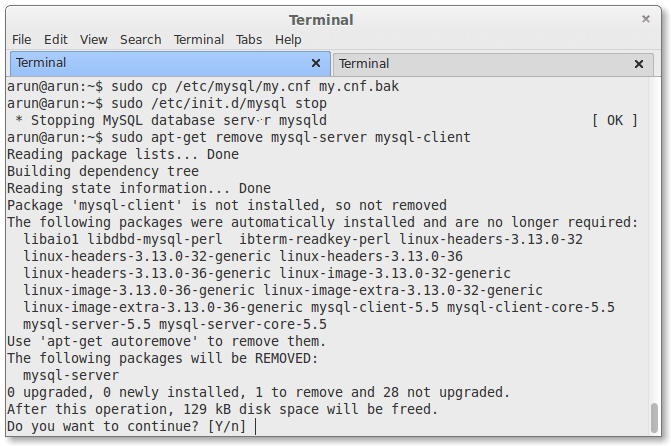 Terminal
File Edit View Search Terminal Tabs Help
Terminal Terminal
arun@arun:~$ sudo cp /etc/mysql/my.cnf my.cnf.bak
arun@arun:~$ sudo /etc/init.d/mysql stop
 * Stopping MySQL database mysqld [ OK ]
arun@arun:~$ sudo apt-get remove mysql-server mysql-client
Reading package lists... Done
Building dependency tree
Reading state information... Done
Package 'mysql-client' is not installed, so not removed
The following packages were automatically installed and are no longer required:
  libaio1 libdbd-mysql-perl ibterm-readkey-perl linux-headers-3.13.0-32
  linux-headers-3.13.0-32-generic linux-headers-3.13.0-36
  linux-headers-3.13.0-36-generic linux-image-3.13.0-32-generic
  linux-image-3.13.0-36-generic linux-image-extra-3.13.0-32-generic
  linux-image-extra-3.13.0-36-generic mysql-client-5.5 mysql-client-core-5.5
  mysql-server-5.5 mysql-server-core-5.5
Use 'apt-get autoremove' to remove them.
The following packages will be REMOVED:
  mysql-server
0 upgraded, 0 newly installed, 1 to remove and 28 not upgraded.
After this operation, 129 kB disk space will be freed.
Do you want to continue? [Y/n]